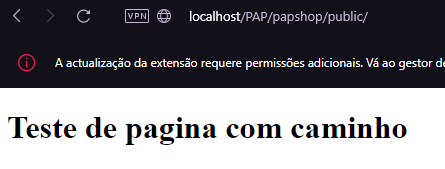 VPN localhost/PAP/papshop/public/
A actualização da extensão requere permissões adicionais. Vá ao gestor de
Teste de pagina com caminho